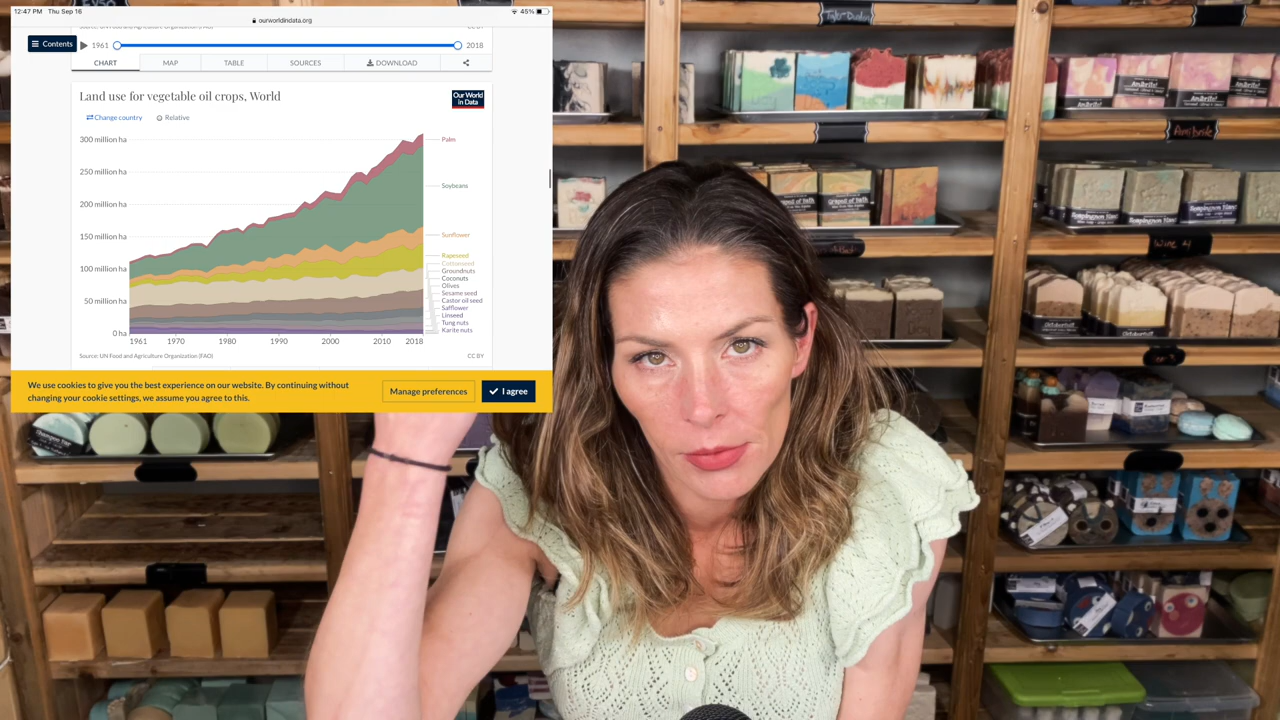 12:47 PM Thu Sep 16
45%
ourworldindata.org
Contents
1961
2018
CHART
MAP
TABLE
SOURCES
DOWNLOAD
Land use for vegetable oil crops, World
Our World
in Data
Change country
Relative
300 million ha
250 million ha
200 million ha
150 million ha
100 million ha
50 million ha
0 ha
Palm
Soybeans
Sunflower
Rapeseed
Cottonseed
Groundnuts
Coconuts
Olives
Sesame seed
Castor oil seed
Safflower
Linseed
Tung nuts
Karite nuts
1961
1970
1980
1990
2000
2010
2018
Source: UN Food and Agriculture Organization (FAO)
CC BY
We use cookies to give you the best experience on our website. By continuing without
changing your cookie settings, we assume you agree to this.
Manage preferences
I agree